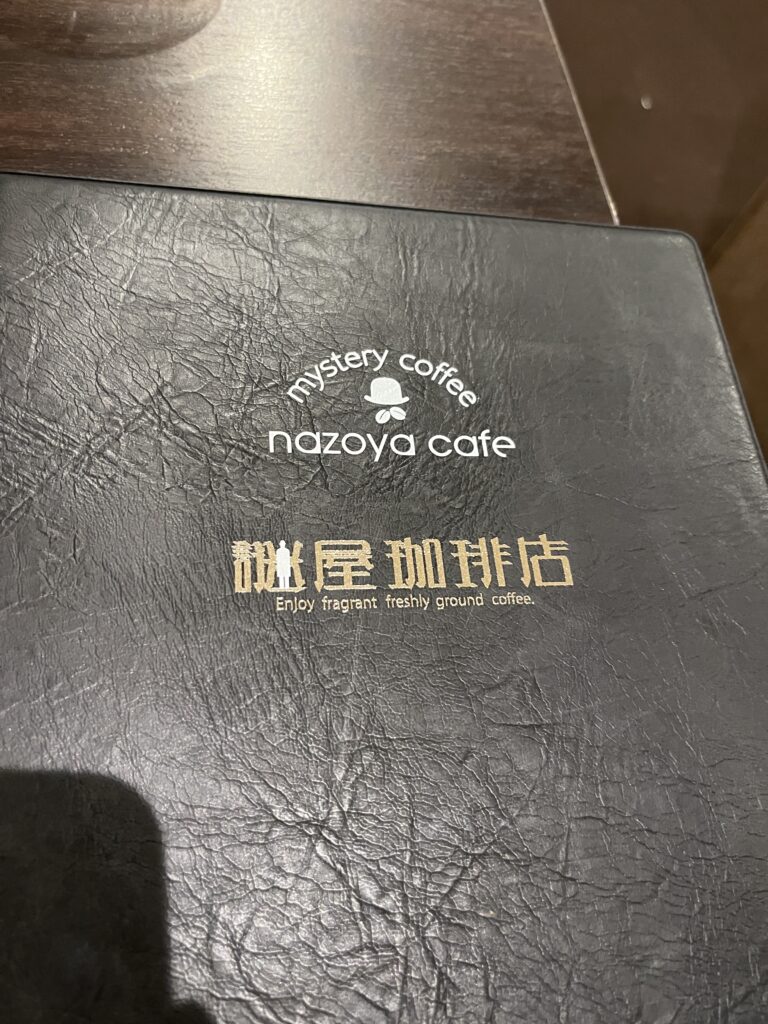 mystery coffee
nazoya cafe
謎屋珈琲店
Enjoy fragrant freshly ground coffee.